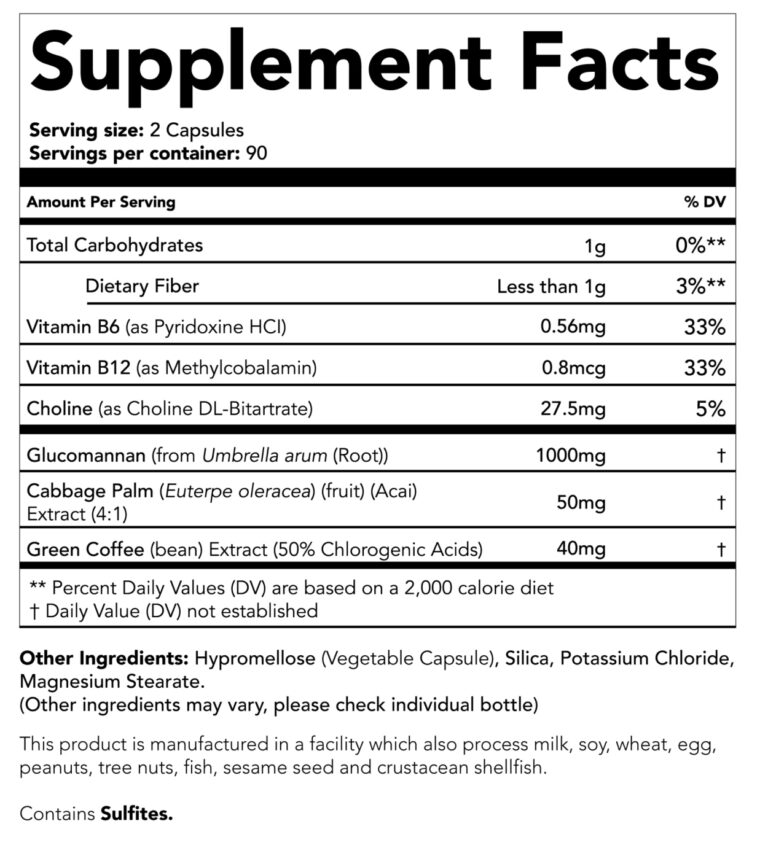 Supplement Facts
Serving size: 2 Capsules
Servings per container: 90
Amount Per Serving % DV
Total Carbohydrates 1g 0%**
Dietary Fiber Less than 1g 3%**
Vitamin B6 (as Pyridoxine HCl) 0.56mg 33%
Vitamin B12 (as Methylcobalamin) 0.8mcg 33%
Choline (as Choline DL-Bitartrate) 27.5mg 5%
Glucomannan (from Umbrella arum (Root)) 1000mg †
Cabbage Palm (Euterpe oleracea) (fruit) (Acai)
Extract (4:1) 50mg †
Green Coffee (bean) Extract (50% Chlorogenic Acids) 40mg †
** Percent Daily Values (DV) are based on a 2,000 calorie diet
† Daily Value (DV) not established
Other Ingredients: Hypromellose (Vegetable Capsule), Silica, Potassium Chloride,
Magnesium Stearate.
(Other ingredients may vary, please check individual bottle)
This product is manufactured in a facility which also process milk, soy, wheat, egg,
peanuts, tree nuts, fish, sesame seed and crustacean shellfish.
Contains Sulfites.